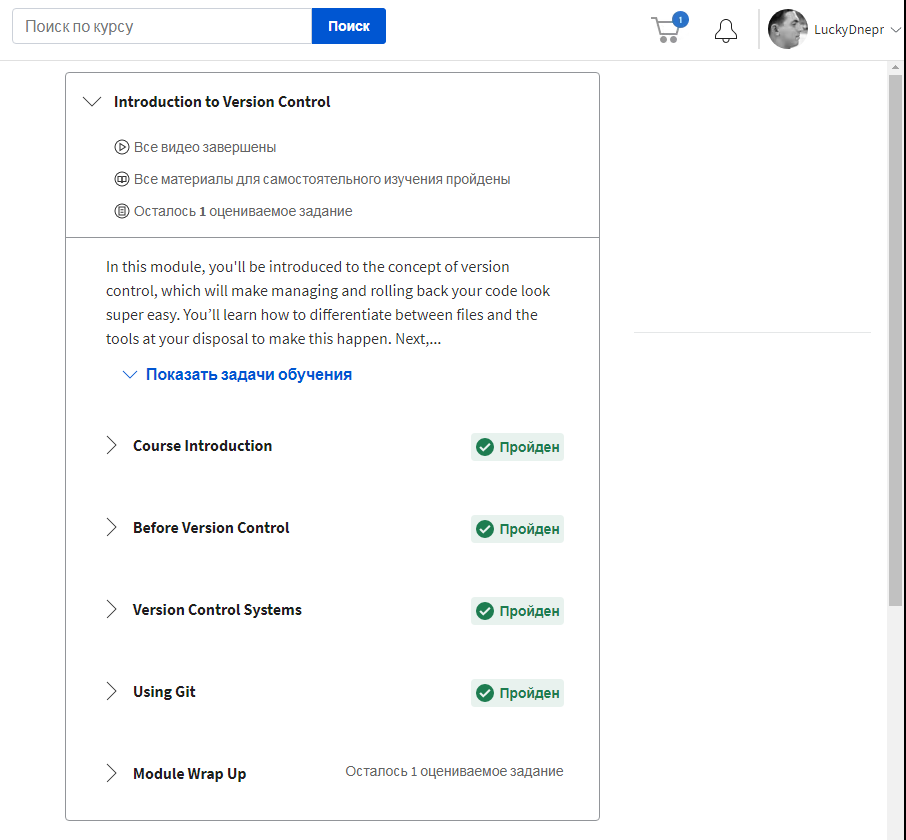 Поиск по курсу
Поиск
1
LuckyDnepr
Introduction to Version Control
Все видео завершены
Все материалы для самостоятельного изучения пройдены
Осталось 1 оцениваемое задание
In this module, you'll be introduced to the concept of version
control, which will make managing and rolling back your code look
super easy. You’ll learn how to differentiate between files and the
tools at your disposal to make this happen. Next,...
Показать задачи обучения
Course Introduction
Пройден
Before Version Control
Пройден
Version Control Systems
Пройден
Using Git
Пройден
Module Wrap Up
Осталось 1 оцениваемое задание